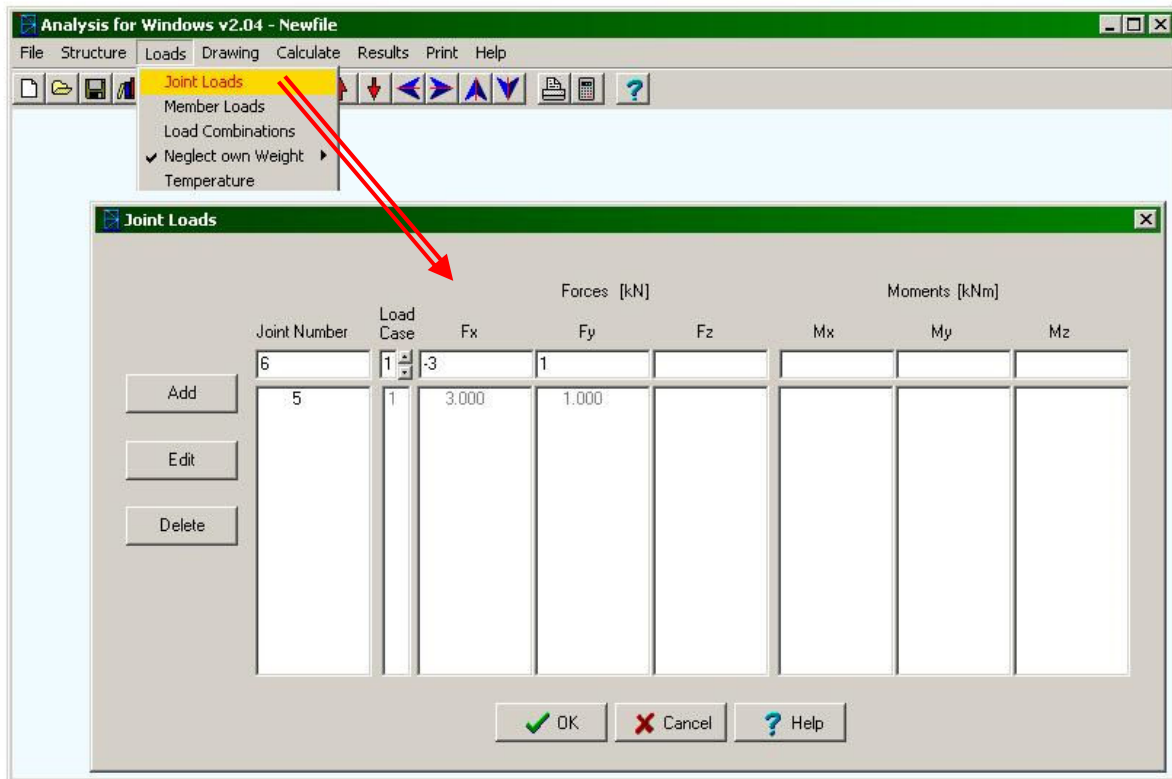 Analysis for Windows v2.04 - Newfile
File Structure Loads Drawing Calculate Results Print Help
Joint Loads
Member Loads
Load Combinations
Neglect own Weight
Temperature
Joint Loads
Forces [kN] Moments [kNm]
Joint Number Load Case Fx Fy Fz Mx My Mz
6 1 -3 1
Add 5 1 3.000 1.000
Edit
Delete
OK Cancel ? Help